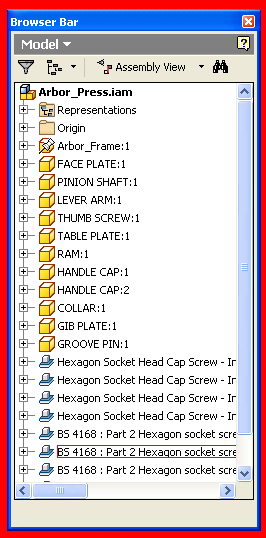 Browser Bar
Model
Assembly View
Arbor_Press.iam
Representations
Origin
Arbor_Frame:1
FACE PLATE:1
PINION SHAFT:1
LEVER ARM:1
THUMB SCREW:1
TABLE PLATE:1
RAM:1
HANDLE CAP:1
HANDLE CAP:2
COLLAR:1
GIB PLATE:1
GROOVE PIN:1
Hexagon Socket Head Cap Screw - In
Hexagon Socket Head Cap Screw - In
Hexagon Socket Head Cap Screw - In
Hexagon Socket Head Cap Screw - In
BS 4168 : Part 2 Hexagon socket scre
BS 4168 : Part 2 Hexagon socket scre
BS 4168 : Part 2 Hexagon socket scre